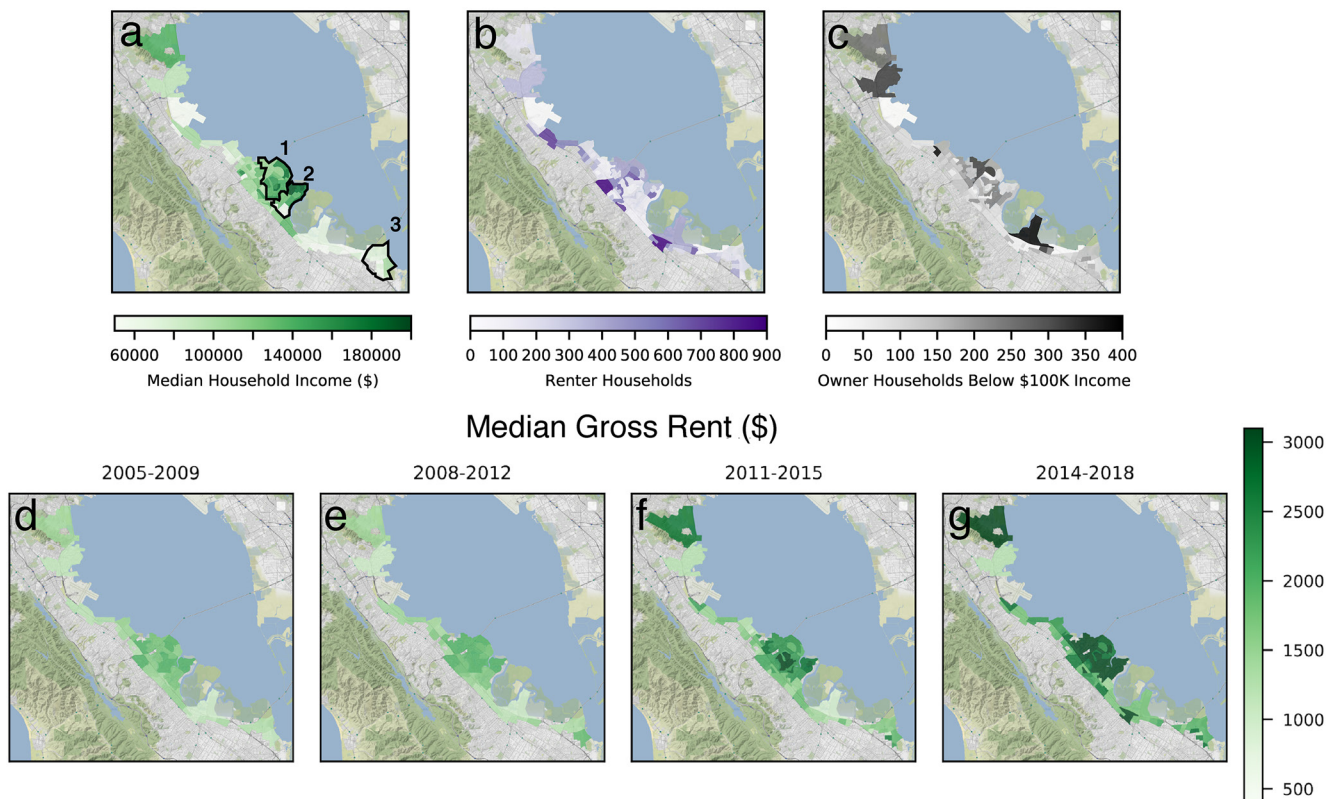 a
b
c
1
2
3
60000 100000 140000 180000
Median Household Income ($)
0 100 200 300 400 500 600 700 800 900
Renter Households
0 50 100 150 200 250 300 350 400
Owner Households Below $100K Income
Median Gross Rent ($)
2005-2009
2008-2012
2011-2015
2014-2018
d
e
f
g
3000
2500
2000
1500
1000
500